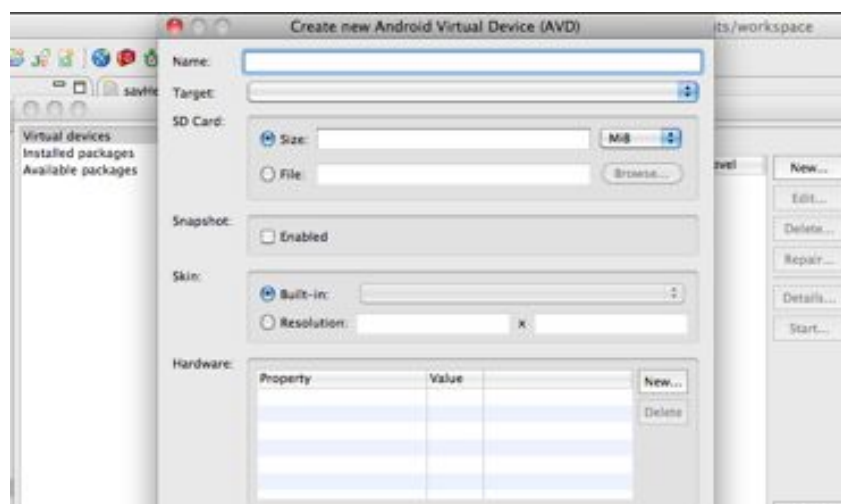 Create new Android Virtual Device (AVD)
its/workspace
Name:
Target:
SD Card:
Size:
MiB
File:
Browse...
Snapshot:
Enabled
Skin:
Built-in:
Resolution:
x
Hardware:
Property
Value
New...
Delete
Virtual devices
Installed packages
Available packages
New...
Edit...
Delete...
Repair...
Details...
Start...